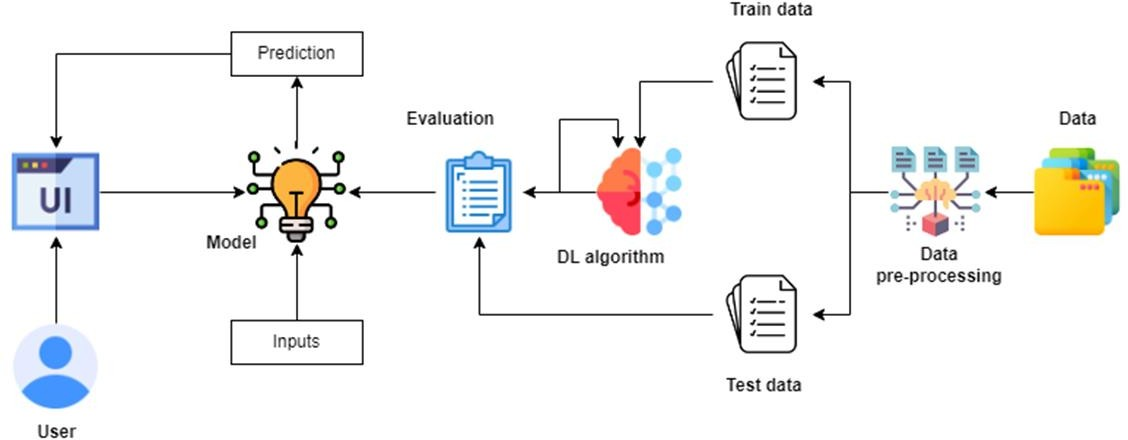 Train data
Prediction
Evaluation
Data
UI
Model
DL algorithm
Data
pre-processing
Inputs
Test data
User